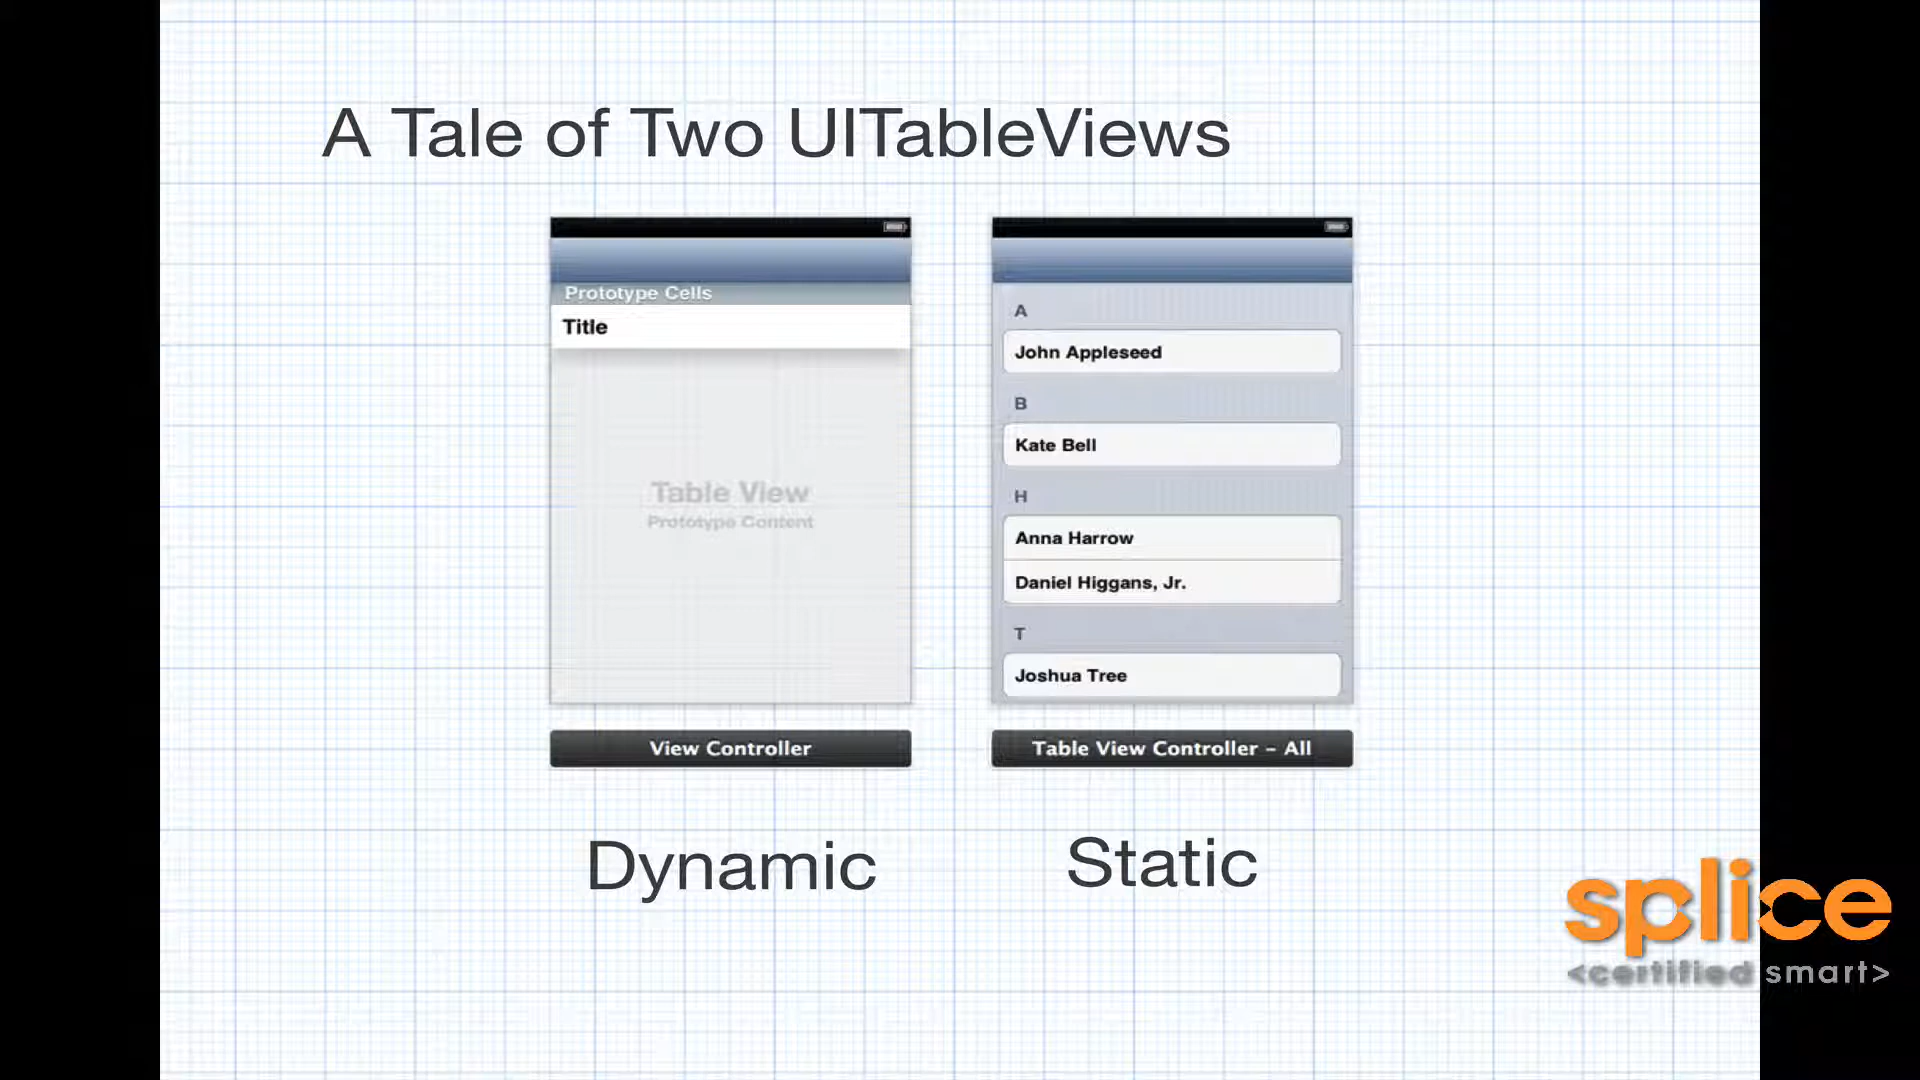 A Tale of Two UITableViews
Prototype Cells
Title
Table View
Prototype Content
View Controller
Dynamic
A
John Appleseed
B
Kate Bell
H
Anna Harrow
Daniel Higgans, Jr.
T
Joshua Tree
Table View Controller – All
Static
splice
<certified smart>